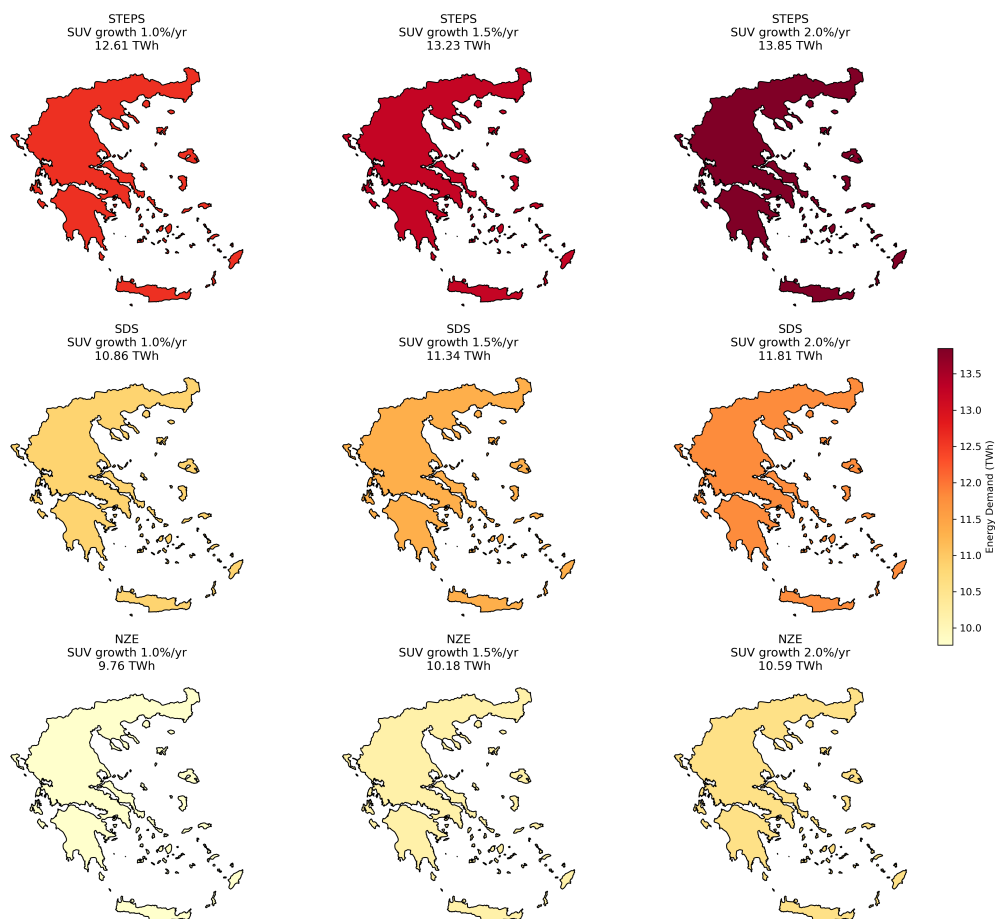 STEPS
SUV growth 1.0%/yr
12.61 TWh
STEPS
SUV growth 1.5%/yr
13.23 TWh
STEPS
SUV growth 2.0%/yr
13.85 TWh
SDS
SUV growth 1.0%/yr
10.86 TWh
SDS
SUV growth 1.5%/yr
11.34 TWh
SDS
SUV growth 2.0%/yr
11.81 TWh
13.5
13.0
12.5
12.0
11.5
11.0
10.5
10.0
Energy Demand (TWh)
NZE
SUV growth 1.0%/yr
9.76 TWh
NZE
SUV growth 1.5%/yr
10.18 TWh
NZE
SUV growth 2.0%/yr
10.59 TWh